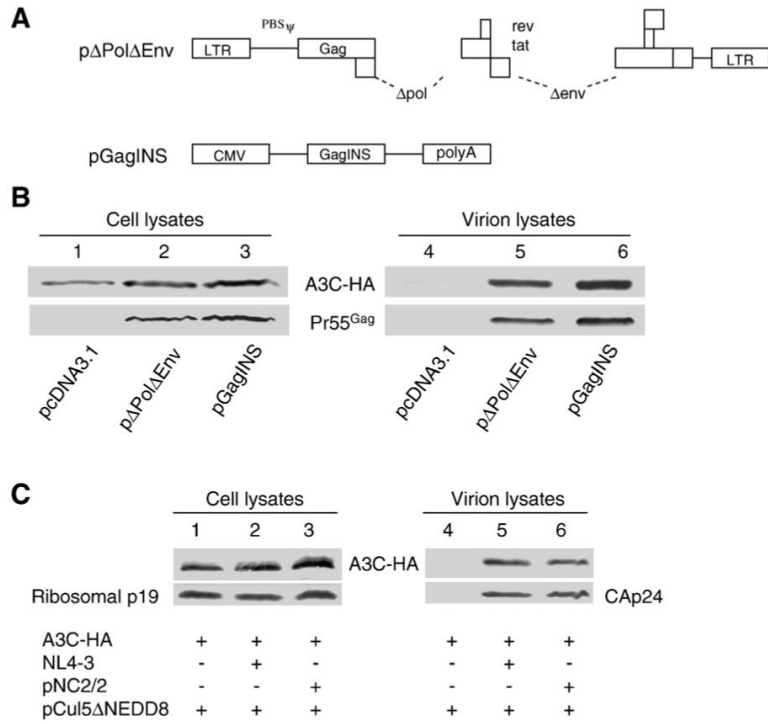 A
pΔPolΔEnv
LTR
PBS ψ
Gag
Δpol
rev
tat
Δenv
LTR
pGagINS
CMV
GagINS
polyA
B
Cell lysates
Virion lysates
1 2 3
4 5 6
A3C-HA
Pr55Gag
pcDNA3.1
pΔPolΔEnv
pGagINS
pcDNA3.1
pΔPolΔEnv
pGagINS
C
Cell lysates
Virion lysates
1 2 3
4 5 6
A3C-HA
Ribosomal p19
CAp24
A3C-HA + + + + + +
NL4-3 - + - - + -
pNC2/2 - - + - - +
pCul5ΔNEDD8 + + + + + +